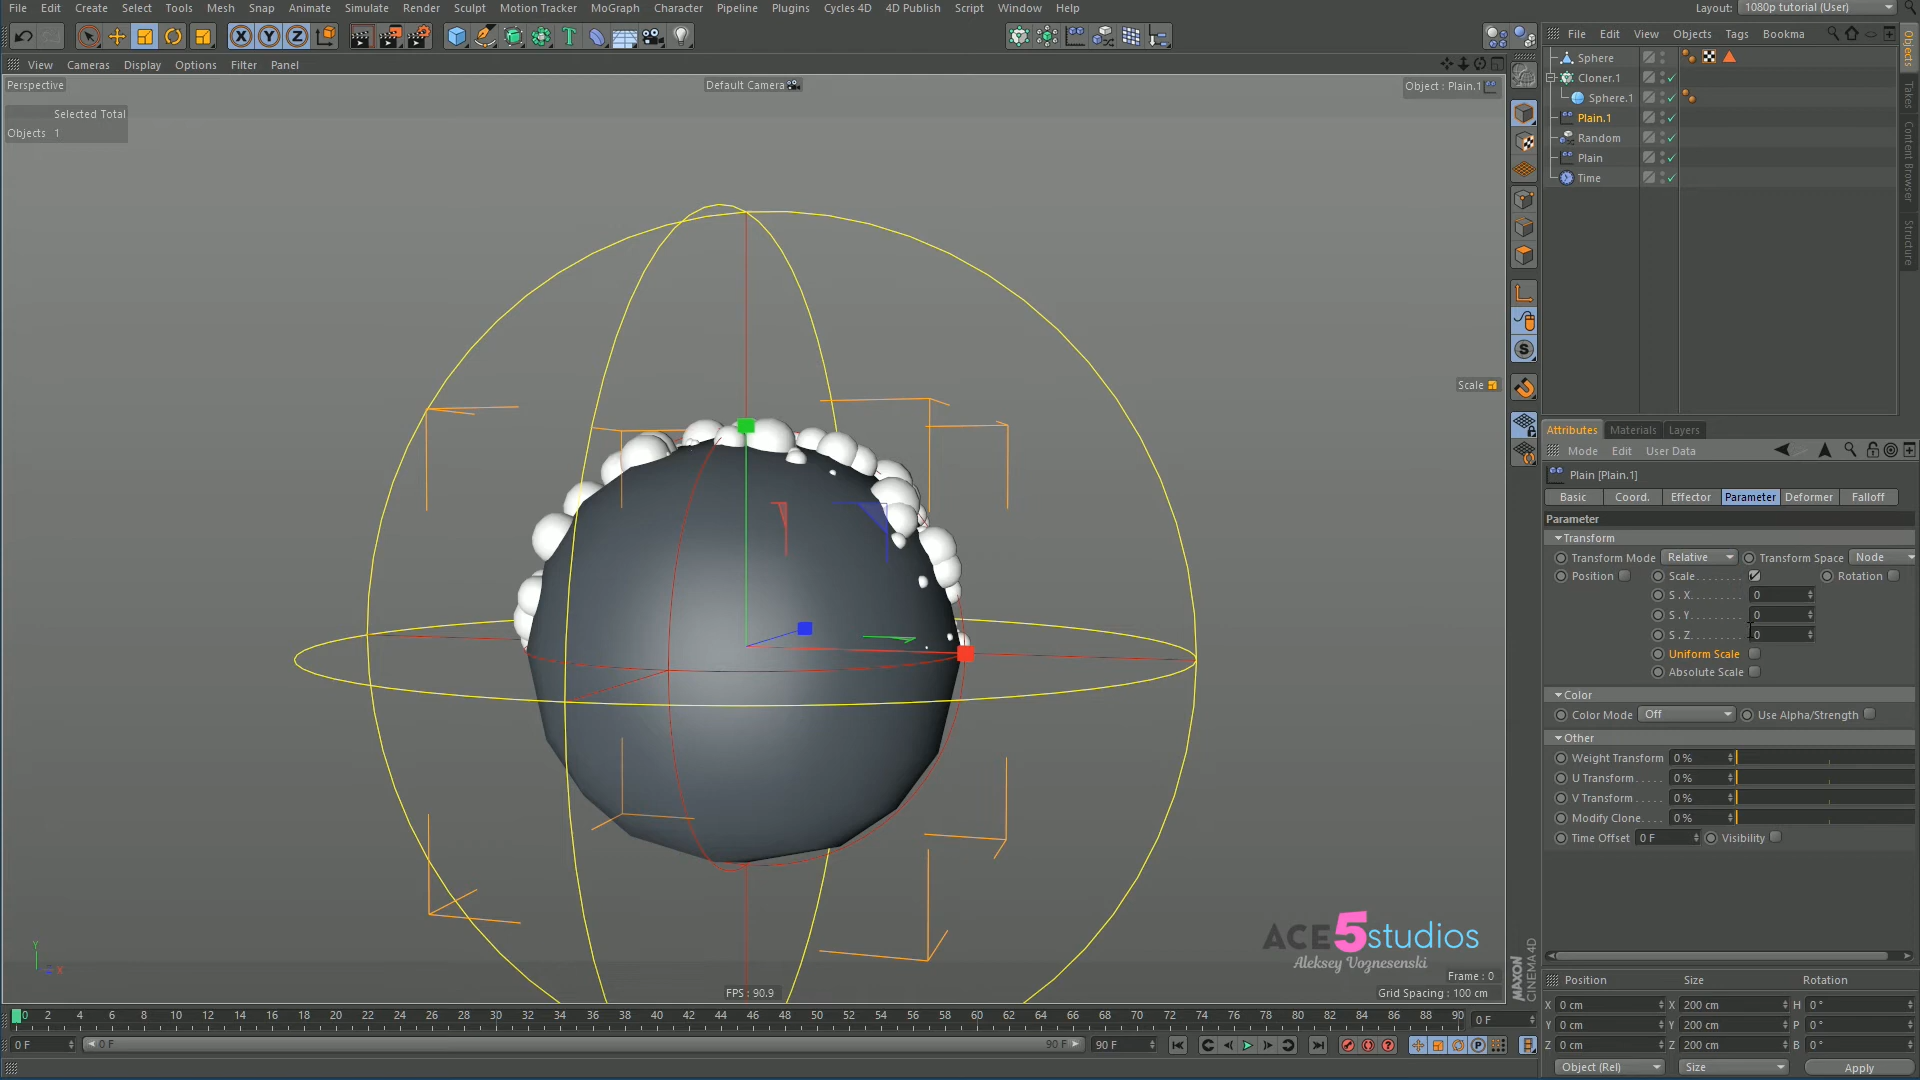 File Edit Create Select Tools Mesh Snap Animate Simulate Render Sculpt Motion Tracker MoGraph Character Pipeline Plugins Cycles 4D 4D Publish Script Window Help
Layout: 1080p tutorial (User)
X Y Z
File Edit View Objects Tags Bookma
View Cameras Display Options Filter Panel
Perspective
Default Camera
Object : Plain.1
Selected Total
Objects 1
Scale
Sphere
Cloner.1
Sphere.1
Plain.1
Random
Plain
Time
Objects
Takes
Content Browser
Structure
Attributes Materials Layers
Mode Edit User Data
Plain [Plain.1]
Basic Coord. Effector Parameter Deformer Falloff
Parameter
Transform
Transform Mode Relative Transform Space Node
Position Scale........ Rotation
S . X......... 0
S . Y......... 0
S . Z......... 0
Uniform Scale
Absolute Scale
Color
Color Mode Off Use Alpha/Strength
Other
Weight Transform 0 %
U Transform..... 0 %
V Transform..... 0 %
Modify Clone.... 0 %
Time Offset 0 F Visibility
ACE5studios
Aleksey Voznesenski
Y
X
FPS : 90.9
Frame : 0
Grid Spacing : 100 cm
MAXON
CINEMA 4D
0 2 4 6 8 10 12 14 16 18 20 22 24 26 28 30 32 34 36 38 40 42 44 46 48 50 52 54 56 58 60 62 64 66 68 70 72 74 76 78 80 82 84 86 88 90 0 F
0 F 0 F 90 F 90 F
Position Size Rotation
X 0 cm X 200 cm H 0 °
Y 0 cm Y 200 cm P 0 °
Z 0 cm Z 200 cm B 0 °
Object (Rel) Size Apply